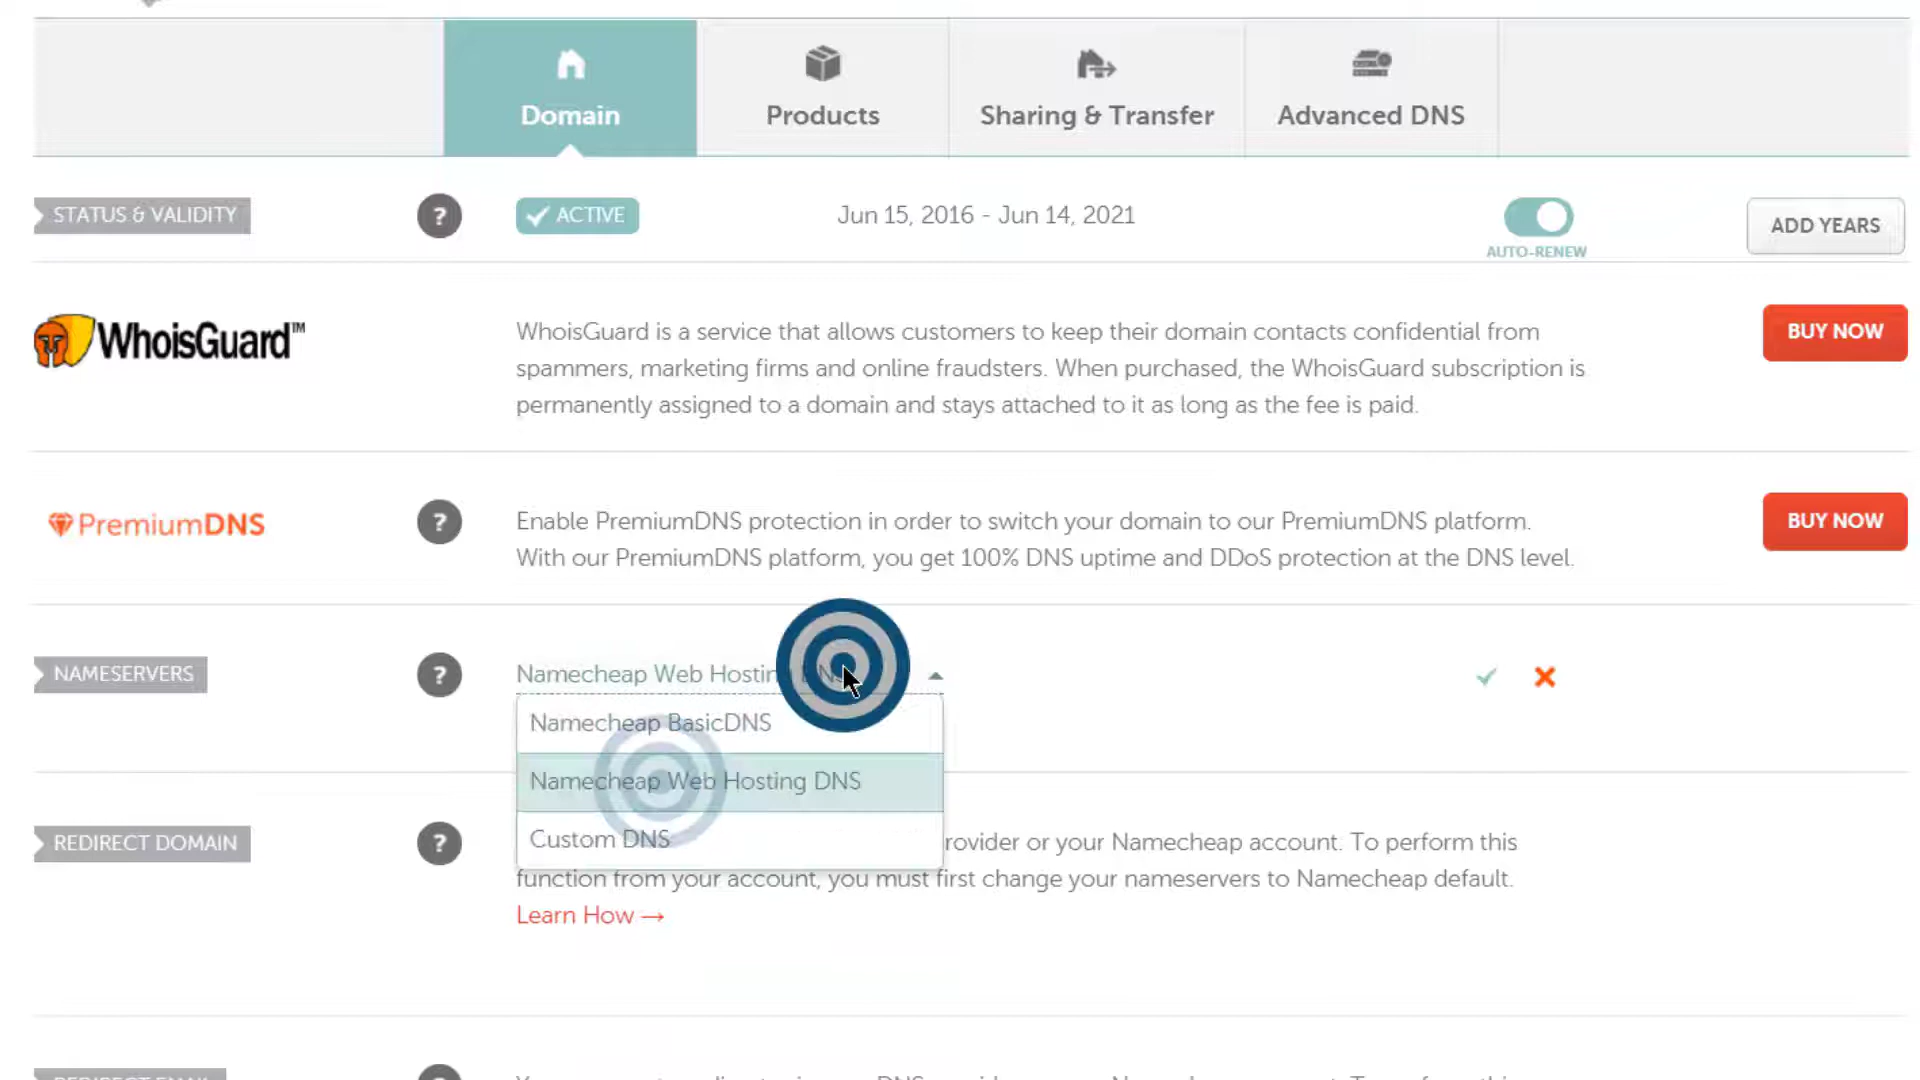 Domain
Products
Sharing & Transfer
Advanced DNS
STATUS & VALIDITY
?
ACTIVE
Jun 15, 2016 - Jun 14, 2021
AUTO-RENEW
ADD YEARS
WhoisGuard™
WhoisGuard is a service that allows customers to keep their domain contacts confidential from
spammers, marketing firms and online fraudsters. When purchased, the WhoisGuard subscription is
permanently assigned to a domain and stays attached to it as long as the fee is paid.
BUY NOW
PremiumDNS
?
Enable PremiumDNS protection in order to switch your domain to our PremiumDNS platform.
With our PremiumDNS platform, you get 100% DNS uptime and DDoS protection at the DNS level.
BUY NOW
NAMESERVERS
?
Namecheap Web Hosting DNS
Namecheap BasicDNS
Namecheap Web Hosting DNS
Custom DNS
REDIRECT DOMAIN
?
rovider or your Namecheap account. To perform this
function from your account, you must first change your nameservers to Namecheap default.
Learn How →